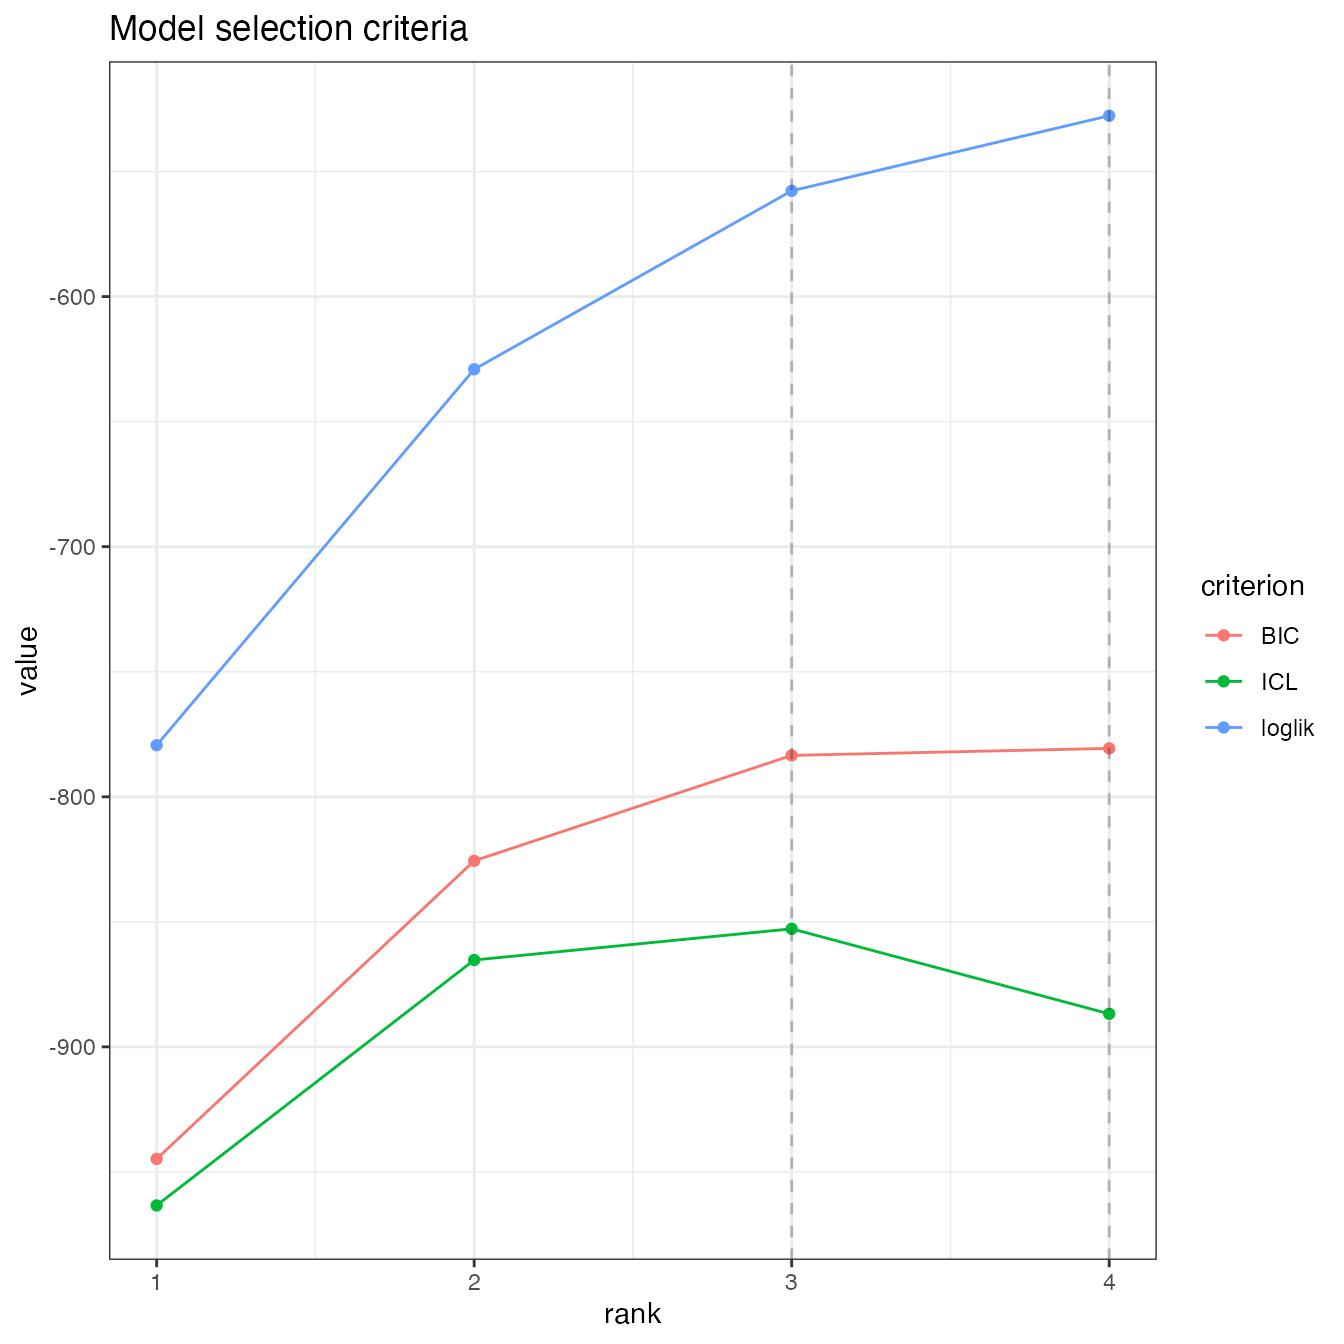 Model selection criteria
-600
-700
-800
-900
value
1
2
3
4
rank
criterion
BIC
ICL
loglik